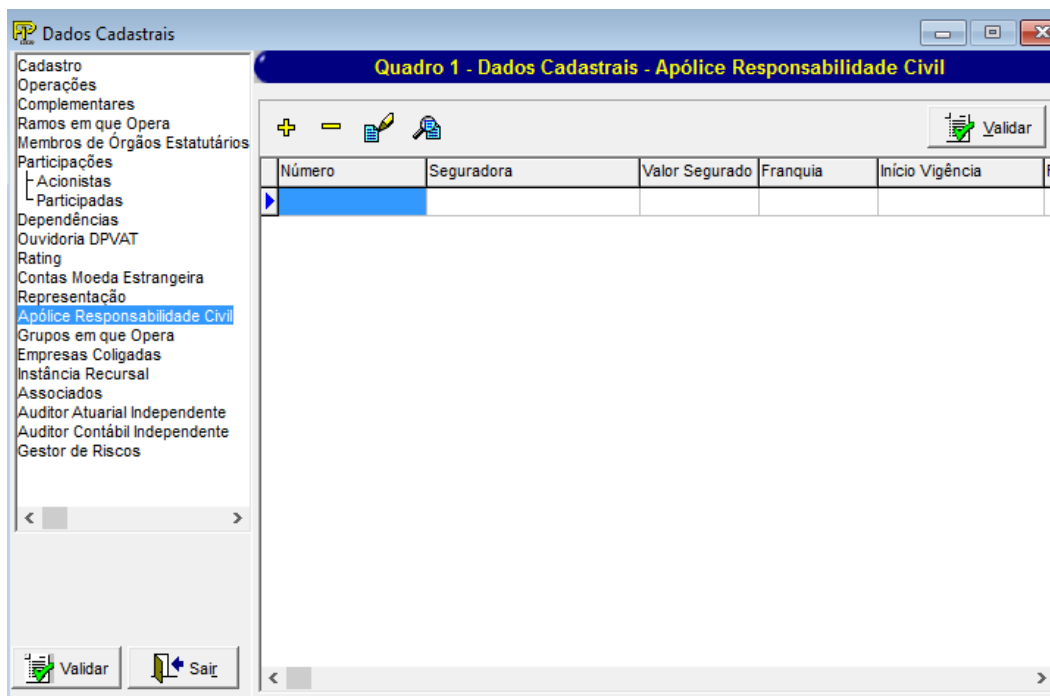 Dados Cadastrais
Cadastro
Operações
Complementares
Ramos em que Opera
Membros de Órgãos Estatutários
Participações
Acionistas
Participadas
Dependências
Ouvidoria DPVAT
Rating
Contas Moeda Estrangeira
Representação
Apólice Responsabilidade Civil
Grupos em que Opera
Empresas Coligadas
Instância Recursal
Associados
Auditor Atuarial Independente
Auditor Contábil Independente
Gestor de Riscos
Validar Sair
Quadro 1 - Dados Cadastrais - Apólice Responsabilidade Civil
Validar
Número Seguradora Valor Segurado Franquia Início Vigência